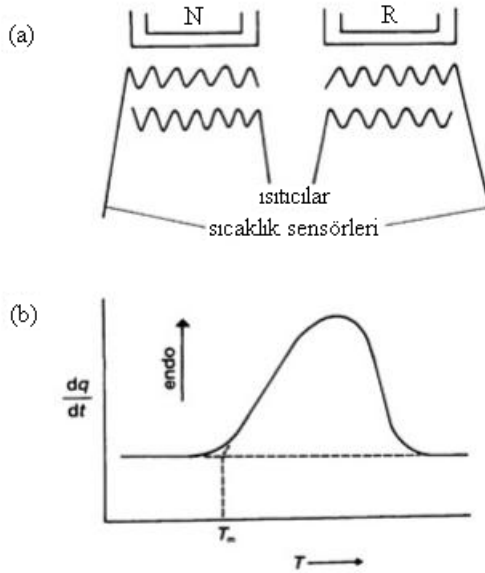 (a)
N
R
ısıtıcılar
sıcaklık sensörleri
(b)
dq
dt
endo
Tm
T